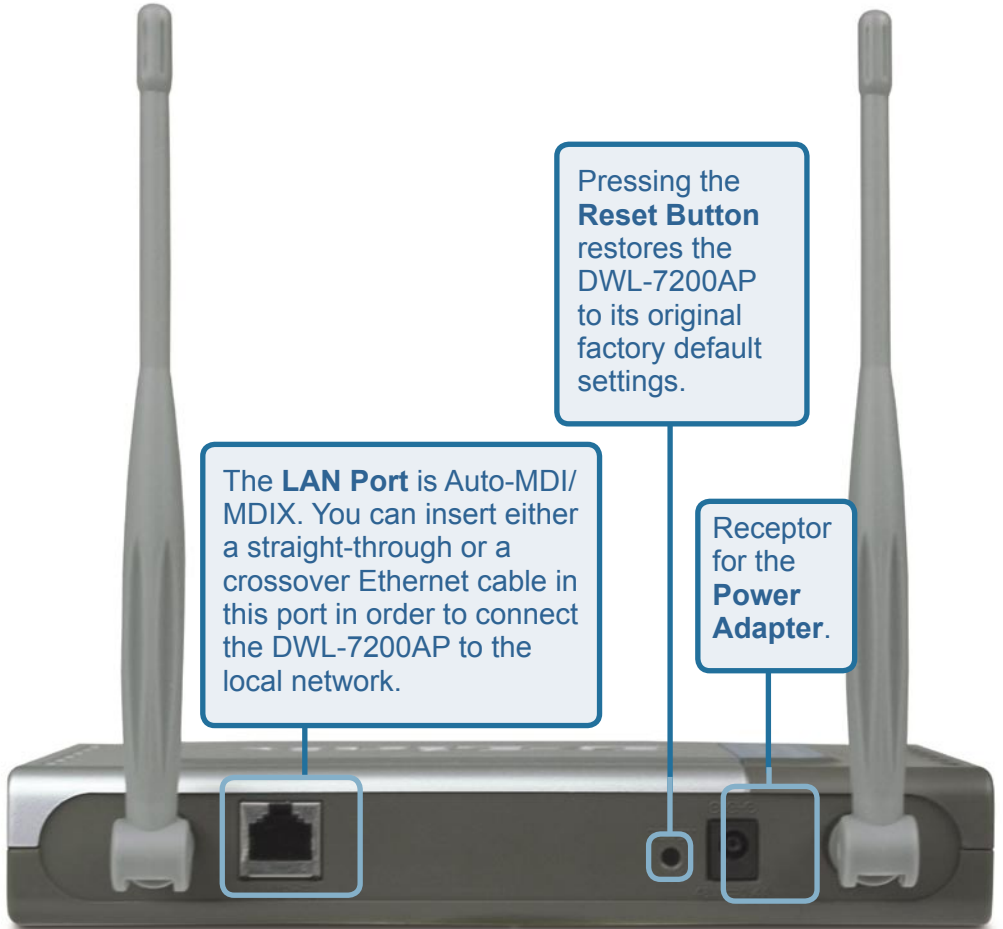 Pressing the
Reset Button
restores the
DWL-7200AP
to its original
factory default
settings.
The LAN Port is Auto-MDI/
MDIX. You can insert either
a straight-through or a
crossover Ethernet cable in
this port in order to connect
the DWL-7200AP to the
local network.
Receptor
for the
Power
Adapter.